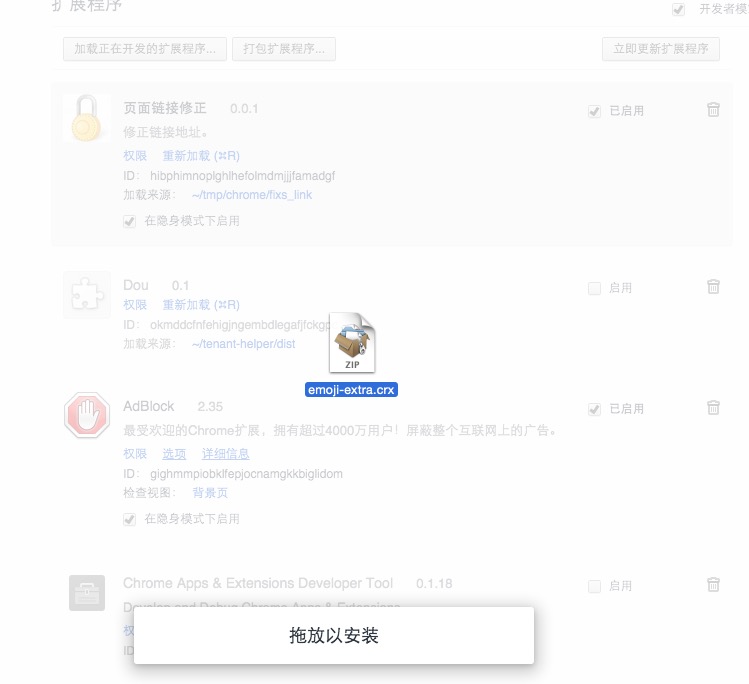 扩展程序
开发者模
加载正在开发的扩展程序... 打包扩展程序... 立即更新扩展程序
页面链接修正 0.0.1 已启用
修正链接地址。
权限 重新加载 (⌘R)
ID: hibphimnoplghlhefolmdmjjjfamadgf
加载来源: ~/tmp/chrome/fixs_link
在隐身模式下启用
Dou 0.1 启用
权限 重新加载 (⌘R)
ID: okmddcfnfehigjngembdlegafjfckgp
加载来源: ~/tenant-helper/dist
ZIP
emoji-extra.crx
AdBlock 2.35 已启用
最受欢迎的Chrome扩展，拥有超过4000万用户！屏蔽整个互联网上的广告。
权限 选项 详细信息
ID: gighmmpiobklfepjocnamgkkbiglidom
检查视图: 背景页
在隐身模式下启用
Chrome Apps & Extensions Developer Tool 0.1.18 启用
Develop and Debug Chrome Apps & Extensions.
权
ID
拖放以安装